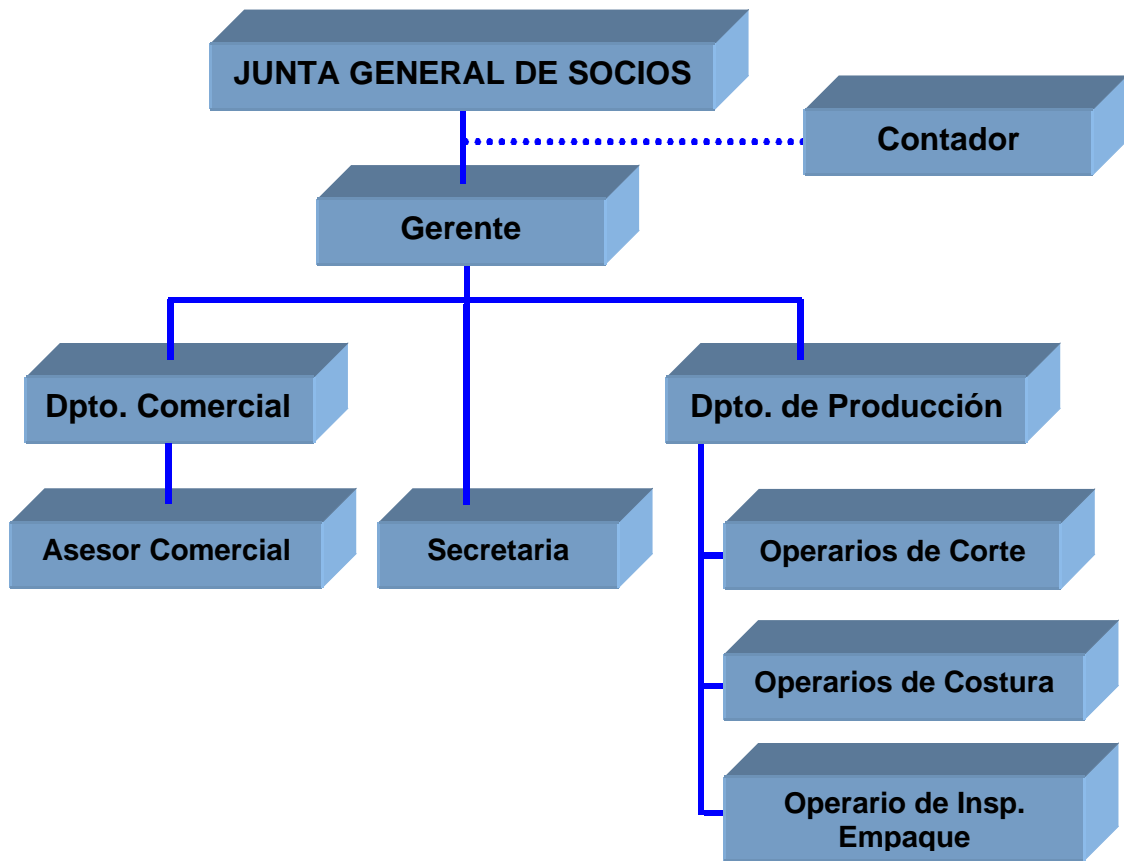 JUNTA GENERAL DE SOCIOS
Contador
Gerente
Dpto. Comercial
Dpto. de Producción
Asesor Comercial
Secretaria
Operarios de Corte
Operarios de Costura
Operario de Insp.
Empaque